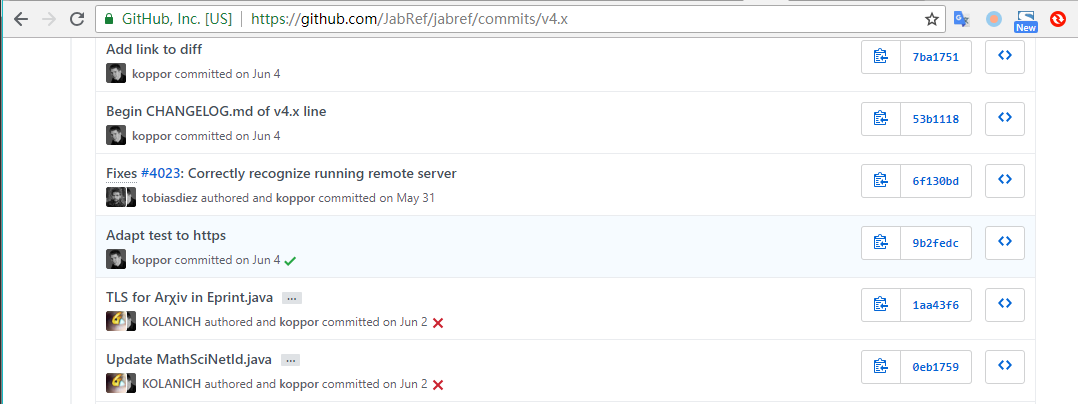 GitHub, Inc. [US] | https://github.com/JabRef/jabref/commits/v4.x
New
Add link to diff
7ba1751
koppor committed on Jun 4
Begin CHANGELOG.md of v4.x line
53b1118
koppor committed on Jun 4
Fixes #4023: Correctly recognize running remote server
6f130bd
tobiasdiez authored and koppor committed on May 31
Adapt test to https
9b2fedc
koppor committed on Jun 4
TLS for Arχiv in Eprint.java ...
1aa43f6
KOLANICH authored and koppor committed on Jun 2
Update MathSciNetId.java ...
0eb1759
KOLANICH authored and koppor committed on Jun 2